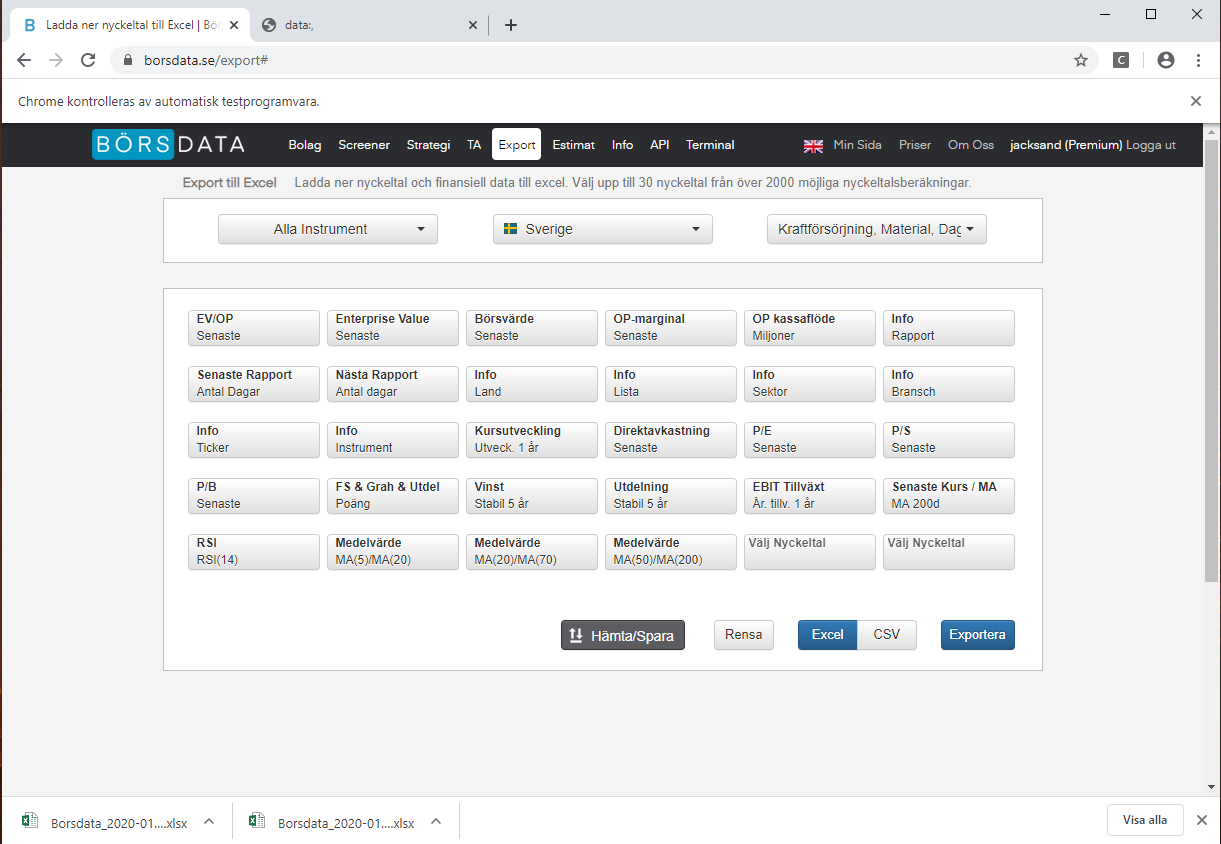 Ladda ner nyckeltal till Excel | Bör
data:,
borsdata.se/export#
Chrome kontrolleras av automatisk testprogramvara.
BÖRSDATA Bolag Screener Strategi TA Export Estimat Info API Terminal Min Sida Priser Om Oss jacksand (Premium) Logga ut
Export till Excel Ladda ner nyckeltal och finansiell data till excel. Välj upp till 30 nyckeltal från över 2000 möjliga nyckeltalsberäkningar.
Alla Instrument Sverige Kraftförsörjning, Material, Dag
EV/OP Enterprise Value Börsvärde OP-marginal OP kassaflöde Info
Senaste Senaste Senaste Senaste Miljoner Rapport
Senaste Rapport Nästa Rapport Info Info Info Info
Antal Dagar Antal dagar Land Lista Sektor Bransch
Info Info Kursutveckling Direktavkastning P/E P/S
Ticker Instrument Utveck. 1 år Senaste Senaste Senaste
P/B FS & Grah & Utdel Vinst Utdelning EBIT Tillväxt Senaste Kurs / MA
Senaste Poäng Stabil 5 år Stabil 5 år År. tillv. 1 år MA 200d
RSI Medelvärde Medelvärde Medelvärde Välj Nyckeltal Välj Nyckeltal
RSI(14) MA(5)/MA(20) MA(20)/MA(70) MA(50)/MA(200)
Hämta/Spara Rensa Excel CSV Exportera
Borsdata_2020-01....xlsx Borsdata_2020-01....xlsx Visa alla